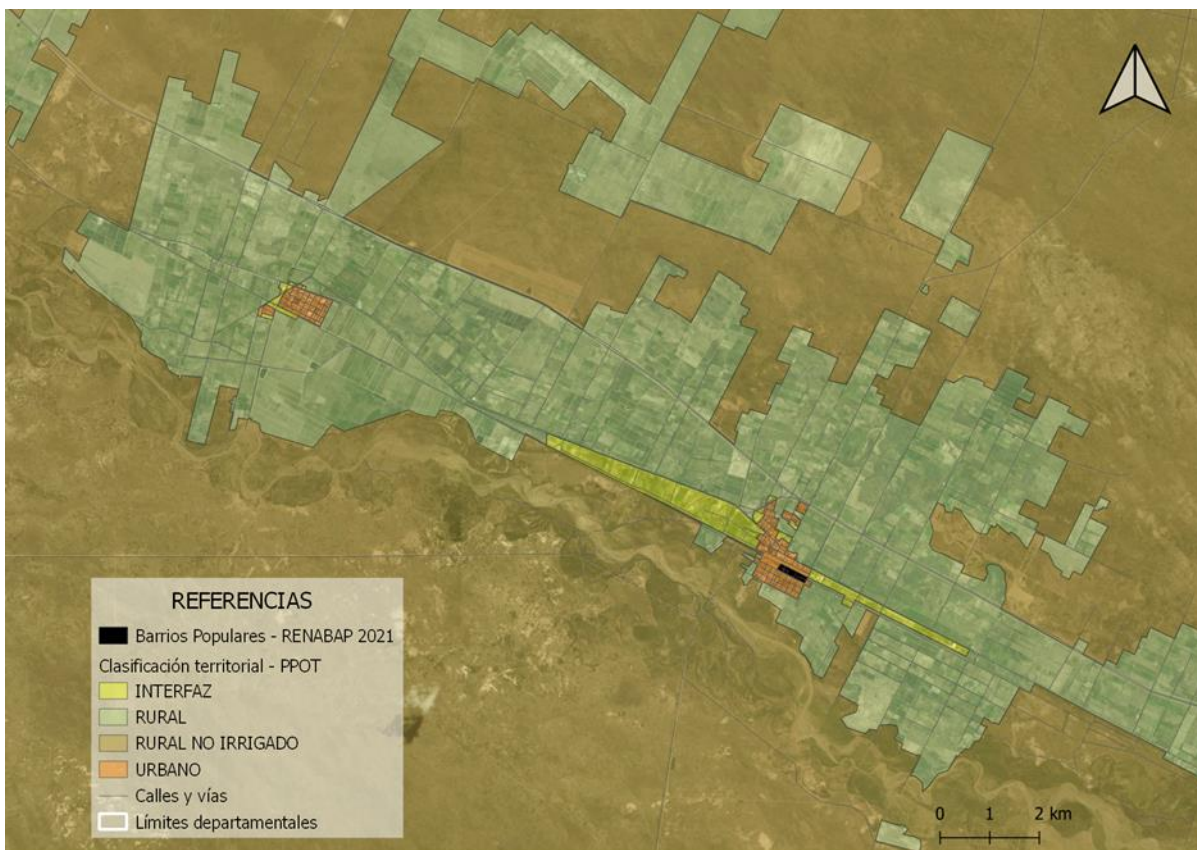 REFERENCIAS
Barrios Populares - RENABAP 2021
Clasificación territorial - PPOT
INTERFAZ
RURAL
RURAL NO IRRIGADO
URBANO
Calles y vías
Límites departamentales
0 1 2 km